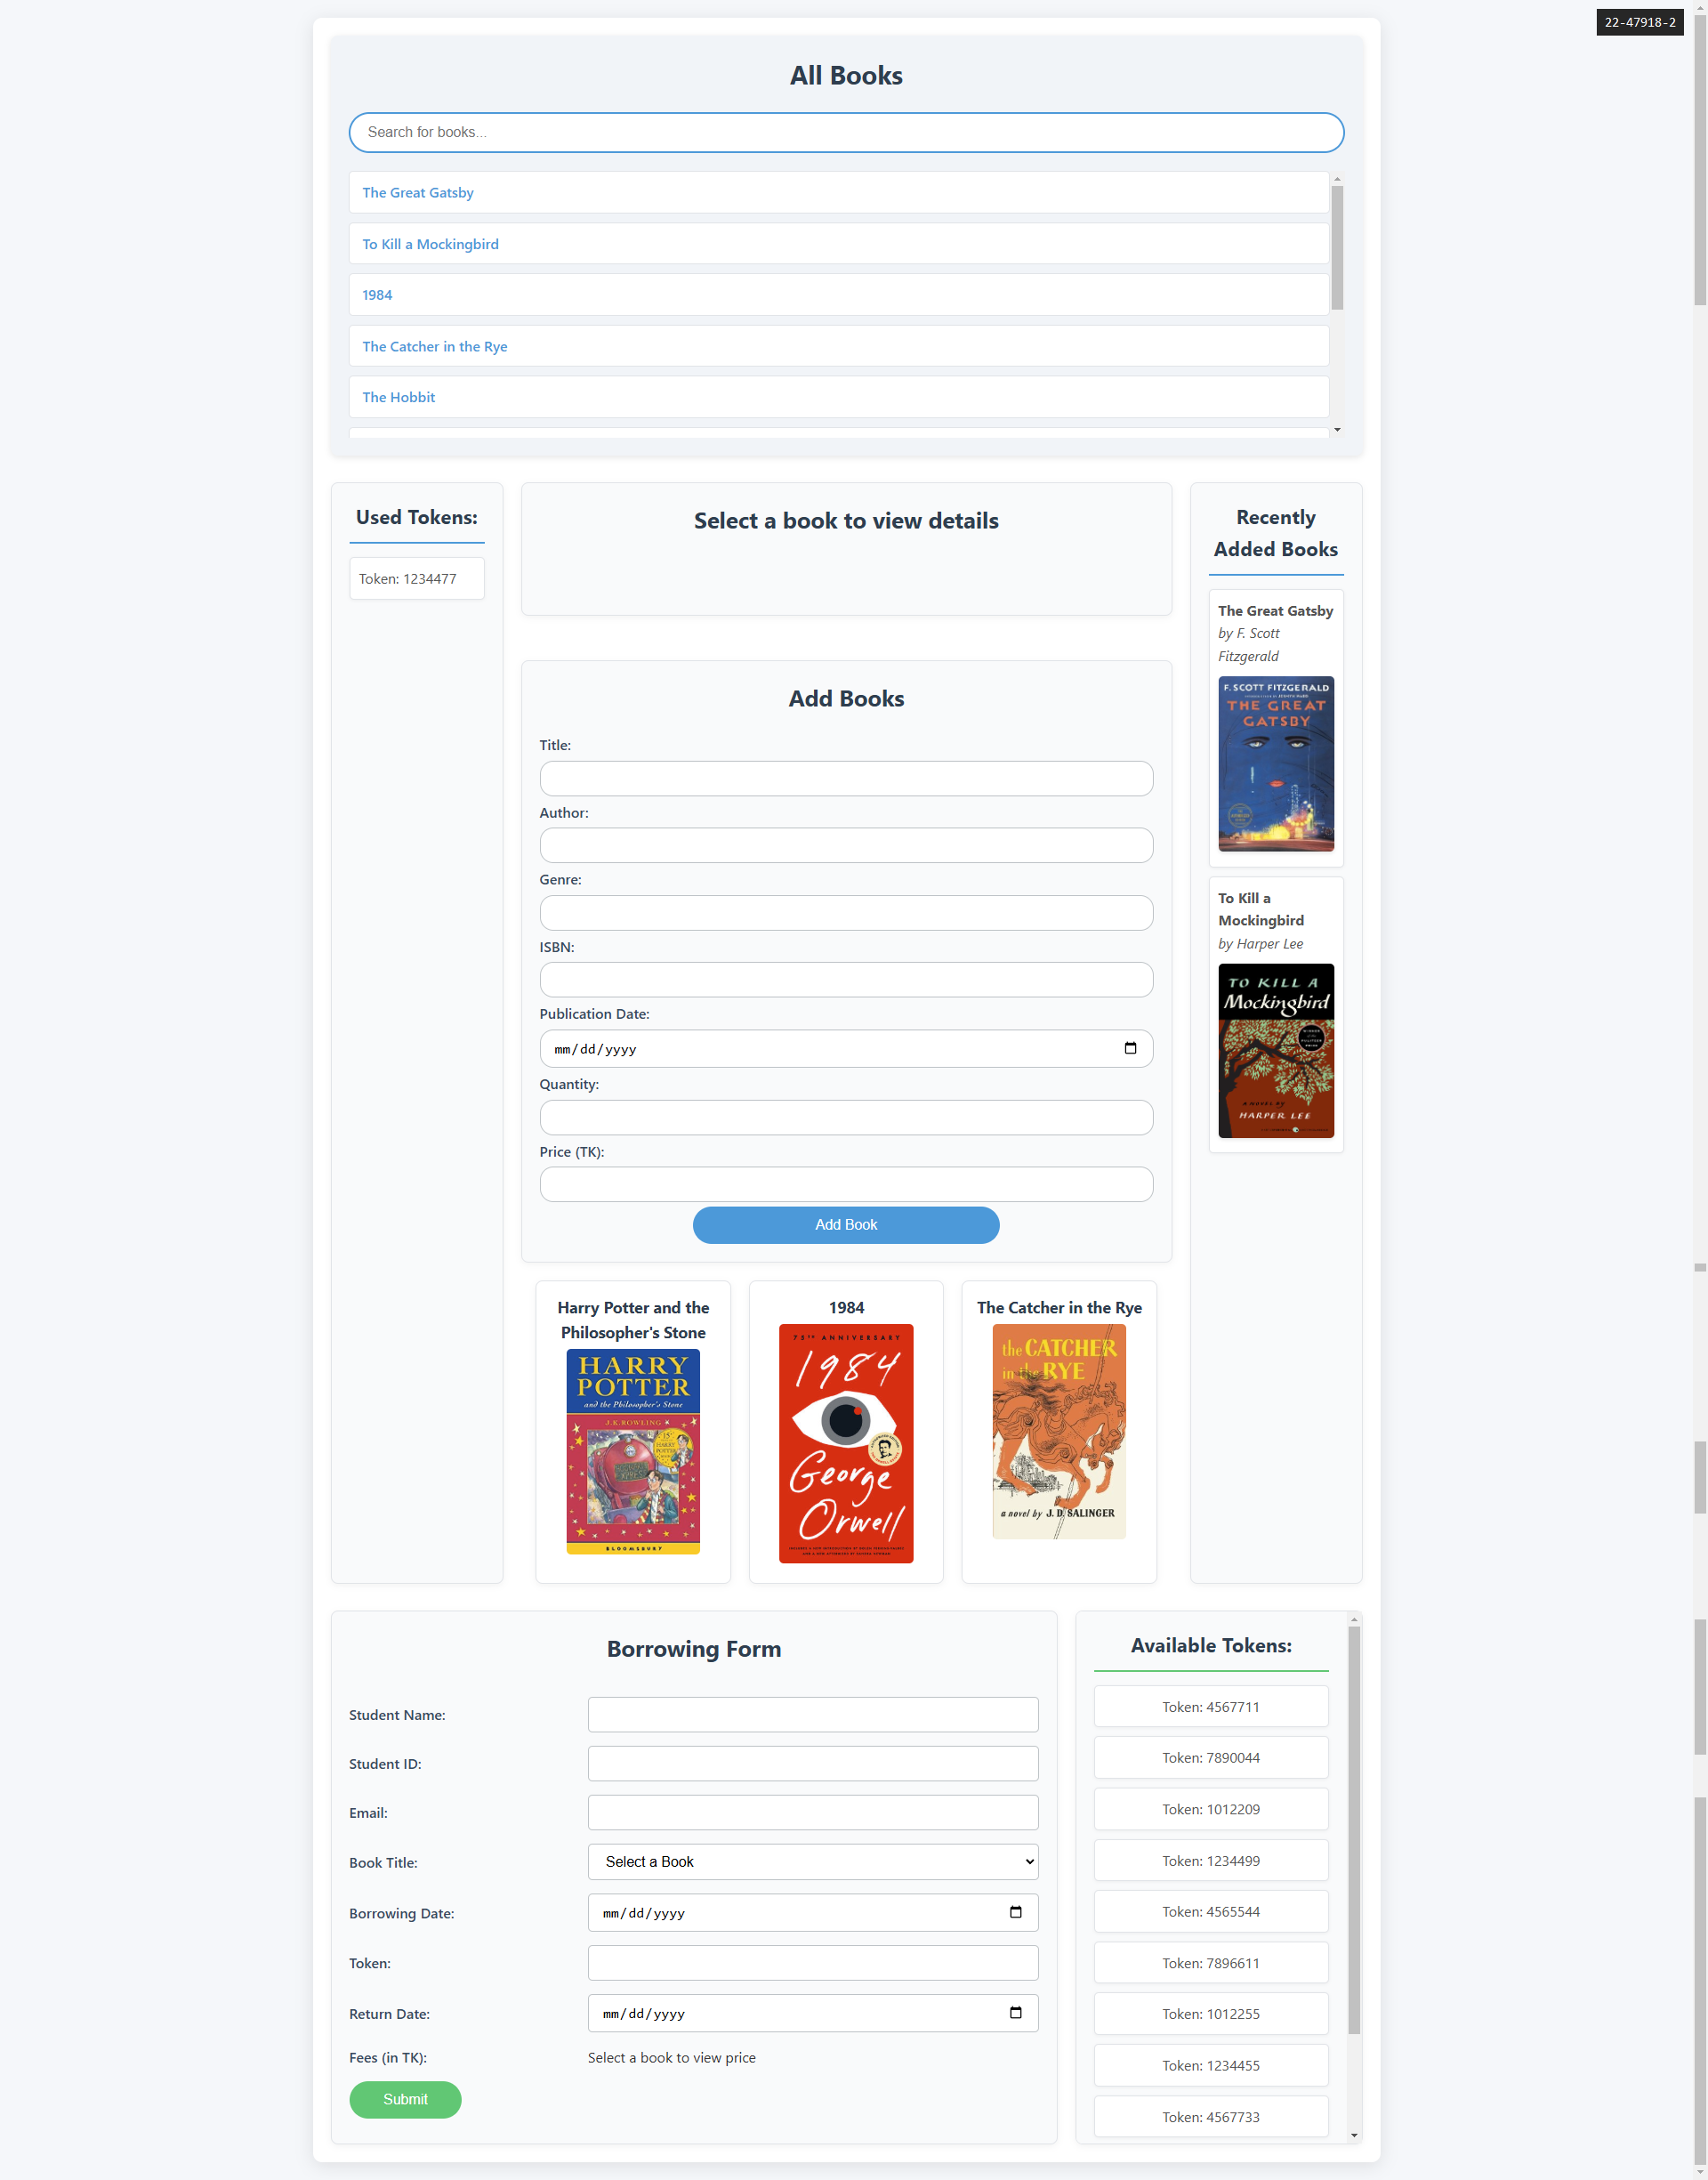 22-47918-2
All Books
Search for books...
The Great Gatsby
To Kill a Mockingbird
1984
The Catcher in the Rye
The Hobbit
Used Tokens:
Token: 1234477
Select a book to view details
Add Books
Title:
Author:
Genre:
ISBN:
Publication Date:
mm/dd/yyyy
Quantity:
Price (TK):
Add Book
Recently
Added Books
The Great Gatsby
by F. Scott
Fitzgerald
F. SCOTT FITZGERALD
THE GREAT
GATSBY
To Kill a
Mockingbird
by Harper Lee
TO KILL A
Mockingbird
A NOVEL BY
HARPER LEE
Harry Potter and the
Philosopher's Stone
HARRY
POTTER
and the Philosopher's Stone
J.K.ROWLING
BLOOMSBURY
1984
75TH ANNIVERSARY
1984
George
Orwell
The Catcher in the Rye
the CATCHER
in the RYE
a novel by J. D. SALINGER
Borrowing Form
Student Name:
Student ID:
Email:
Book Title:
Select a Book
Borrowing Date:
mm/dd/yyyy
Token:
Return Date:
mm/dd/yyyy
Fees (in TK):
Select a book to view price
Submit
Available Tokens:
Token: 4567711
Token: 7890044
Token: 1012209
Token: 1234499
Token: 4565544
Token: 7896611
Token: 1012255
Token: 1234455
Token: 4567733